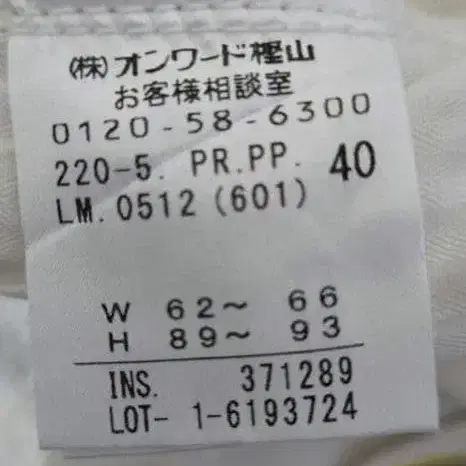 (株)オンワード樫山
お客様相談室
0120-58-6300
220-5. PR.PP. 40
LM.0512(601)
W 62～ 66
H 89～ 93
INS. 371289
LOT- 1-6193724